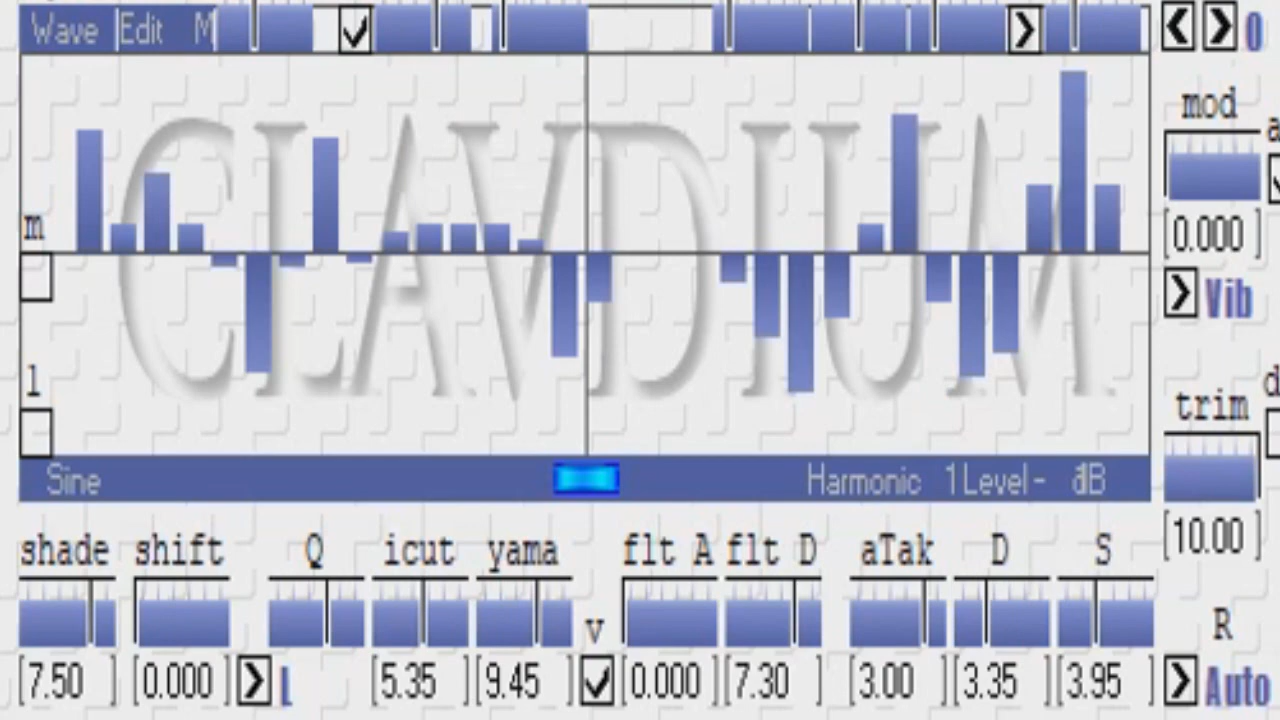 Wave Edit M
0
mod
m
[0.000]
Vib
CLAVDIUM
l
d
trim
Sine Harmonic 1 Level - dB
[10.00]
shade shift Q icut yama flt A flt D aTak D S
v R
[7.50] [0.000] L [5.35] [9.45] [0.000] [7.30] [3.00] [3.35] [3.95] Auto